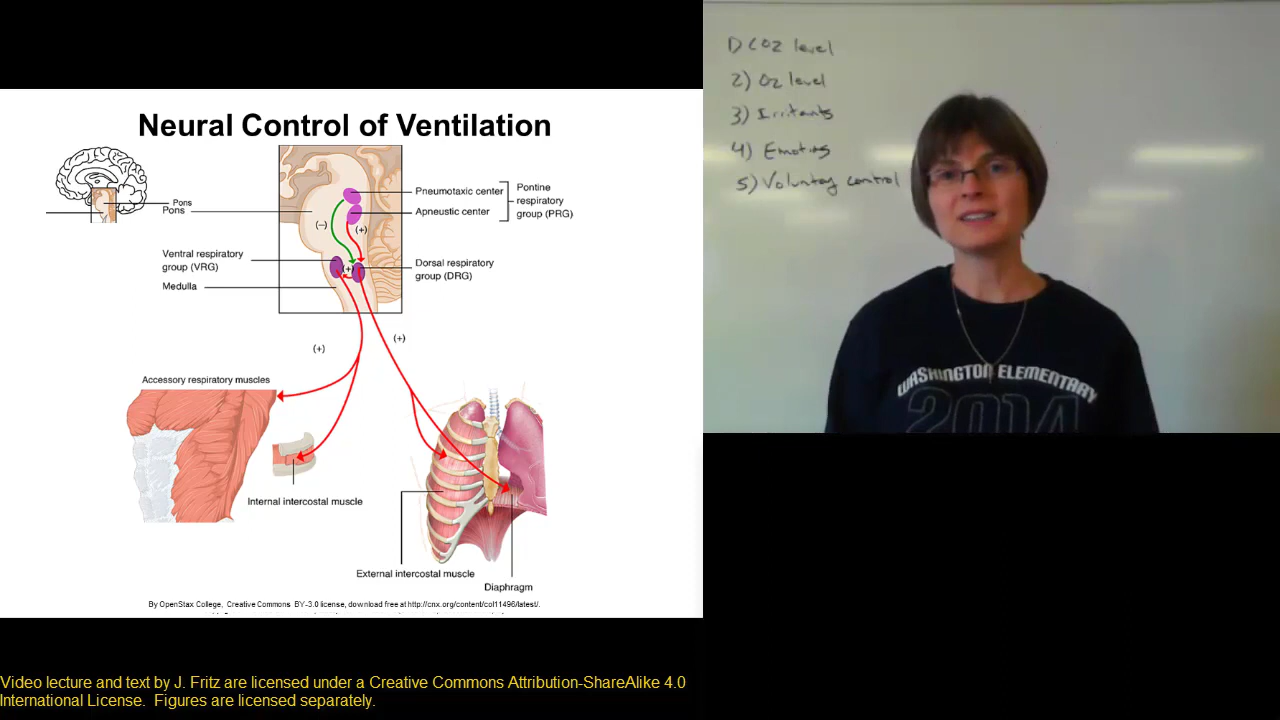 Neural Control of Ventilation
Pons
Pons
Pneumotaxic center
Apneustic center
Pontine
respiratory
group (PRG)
(–)
(+)
Ventral respiratory
group (VRG)
(+)
Dorsal respiratory
group (DRG)
Medulla
(+)
(+)
Accessory respiratory muscles
Internal intercostal muscle
External intercostal muscle
Diaphragm
By OpenStax College, Creative Commons BY-3.0 license, download free at http://cnx.org/content/col11496/latest/.
1) CO2 level
2) O2 level
3) Irritants
4) Emotions
5) Voluntary control
WASHINGTON ELEMENTARY
2014
Video lecture and text by J. Fritz are licensed under a Creative Commons Attribution-ShareAlike 4.0
International License. Figures are licensed separately.